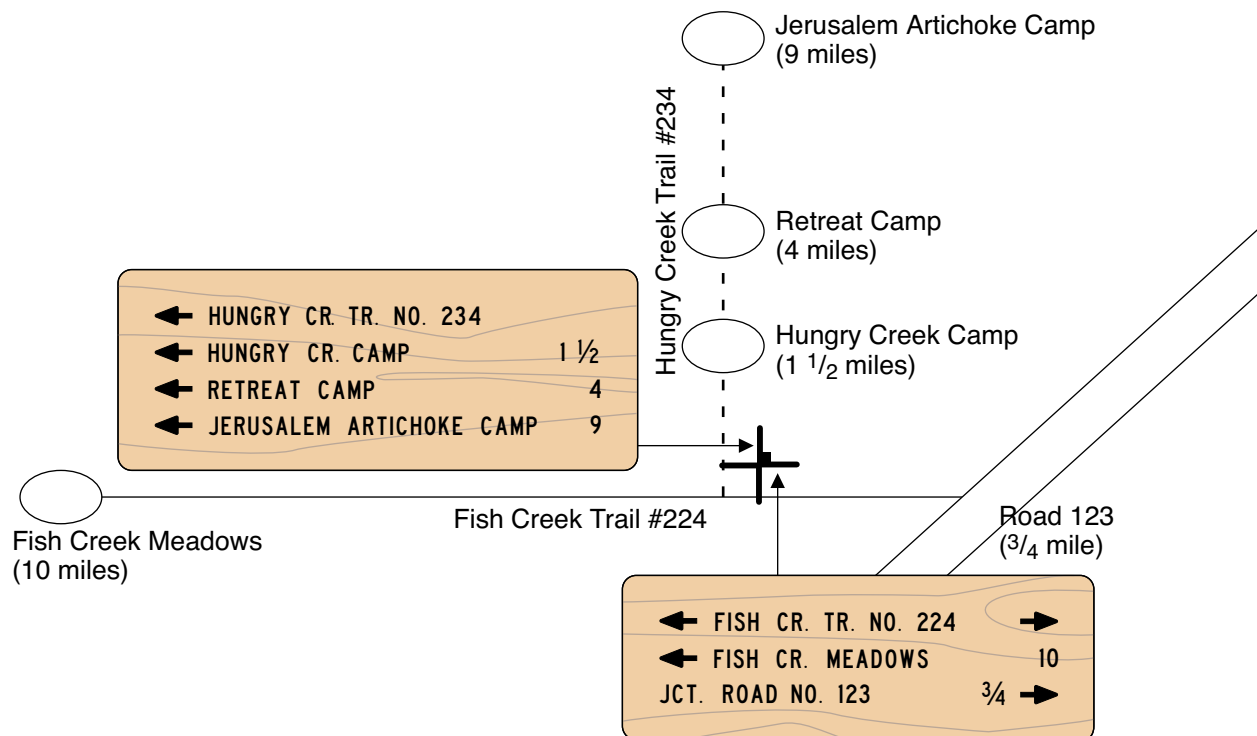 Jerusalem Artichoke Camp
(9 miles)
Hungry Creek Trail #234
Retreat Camp
(4 miles)
Hungry Creek Camp
(1 1/2 miles)
← HUNGRY CR. TR. NO. 234
← HUNGRY CR. CAMP 1 ½
← RETREAT CAMP 4
← JERUSALEM ARTICHOKE CAMP 9
Fish Creek Trail #224
Fish Creek Meadows
(10 miles)
Road 123
(3/4 mile)
← FISH CR. TR. NO. 224 →
← FISH CR. MEADOWS 10
JCT. ROAD NO. 123 ¾ →